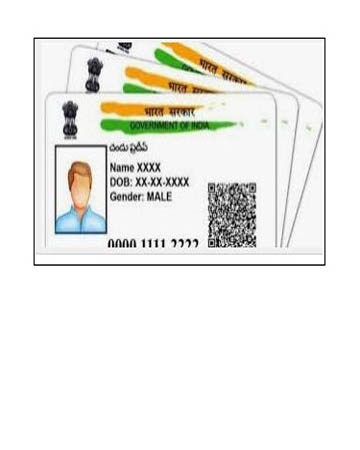 भारत सरकार
भारत सरकार
भारत सरकार
GOVERNMENT OF INDIA
చందు ప్రదీప్
Name XXXX
DOB: XX-XX-XXXX
Gender: MALE
0000 1111 2222